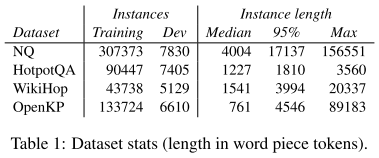 Instances Instance length
Dataset Training Dev Median 95% Max
NQ 307373 7830 4004 17137 156551
HotpotQA 90447 7405 1227 1810 3560
WikiHop 43738 5129 1541 3994 20337
OpenKP 133724 6610 761 4546 89183
Table 1: Dataset stats (length in word piece tokens).